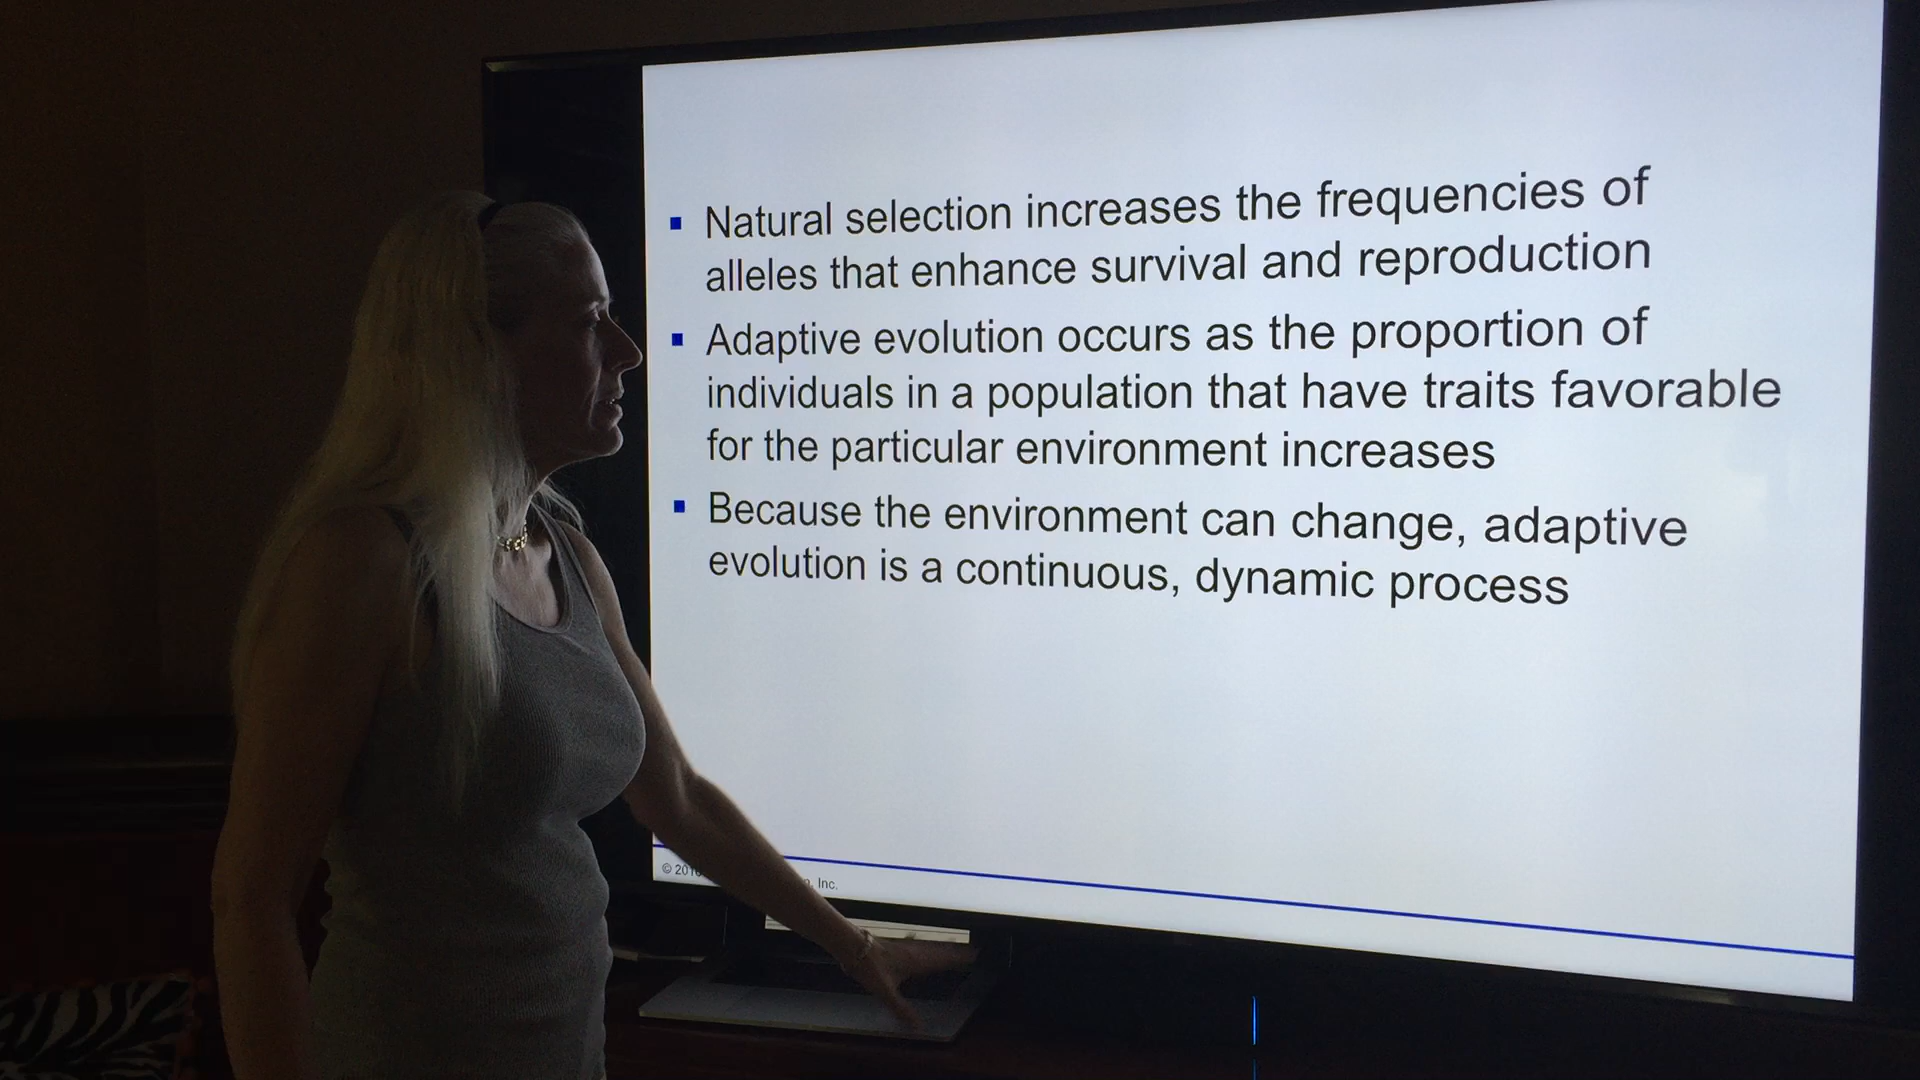 Natural selection increases the frequencies of
alleles that enhance survival and reproduction
Adaptive evolution occurs as the proportion of
individuals in a population that have traits favorable
for the particular environment increases
Because the environment can change, adaptive
evolution is a continuous, dynamic process
© Inc.